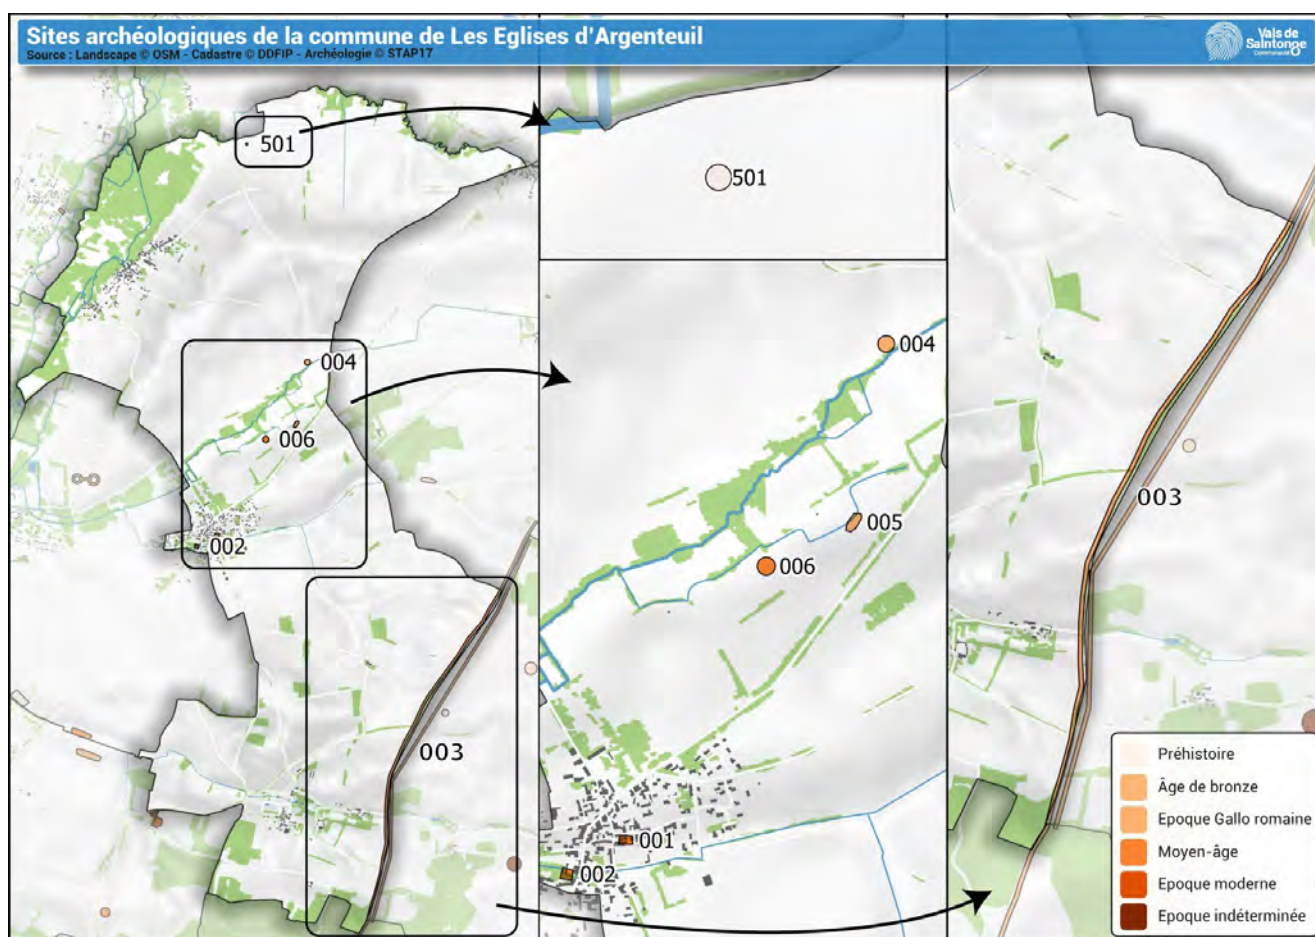 Sites archéologiques de la commune de Les Eglises d'Argenteuil
Source : Landscape © OSM - Cadastre © DDFIP - Archéologie © STAP17
Vals de
Saintonge
Communauté
501
004
006
002
003
501
004
005
006
001
002
003
Préhistoire
Âge de bronze
Epoque Gallo romaine
Moyen-âge
Epoque moderne
Epoque indéterminée